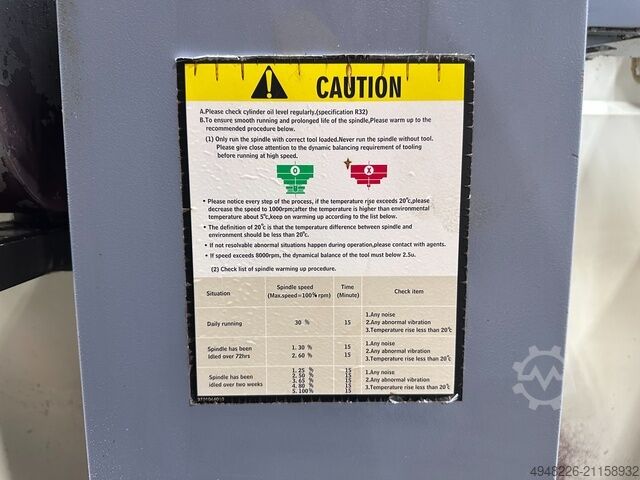 CAUTION
A.Please check cylinder oil level regularly.(specification R32)
B.To ensure smooth running and prolonged life of the spindle,Please warm up to the
recommended procedure below.
(1) Only run the spindle with correct tool loaded.Never run the spindle without tool.
Please give close attention to the dynamic balancing requirement of tooling
before running at high speed.
O X
• Please notice every step of the process, if the temperature rise exceeds 20℃,please
decrease the speed to 1000rpm;after the temperature is higher than environmental
temperature about 5℃,keep on warming up according to the list below.
• The definition of 20℃ is that the temperature difference between spindle and
environment should be less than 20℃.
• If not resolvable abnormal situations happen during operation,please contact with agents.
• If speed exceeds 8000rpm, the dynamical balance of the tool must below 2.5u.
(2) Check list of spindle warming up procedure.
Situation Spindle speed Time Check item
(Max.speed=100% rpm) (Minute)
1.Any noise
Daily running 30 % 15 2.Any abnormal vibration
3.Temperature rise less than 20℃
Spindle has been 1. 30 % 15 1.Any noise
idled over 72hrs 2. 60 % 15 2.Any abnormal vibration
3.Temperature rise less than 20℃
1. 25 % 15 1.Any noise
Spindle has been 2. 50 % 15 2.Any abnormal vibration
idled over two weeks 3. 65 % 15 3.Temperature rise less than 20℃
4. 80 % 15
5. 100% 15
4948226-21158932